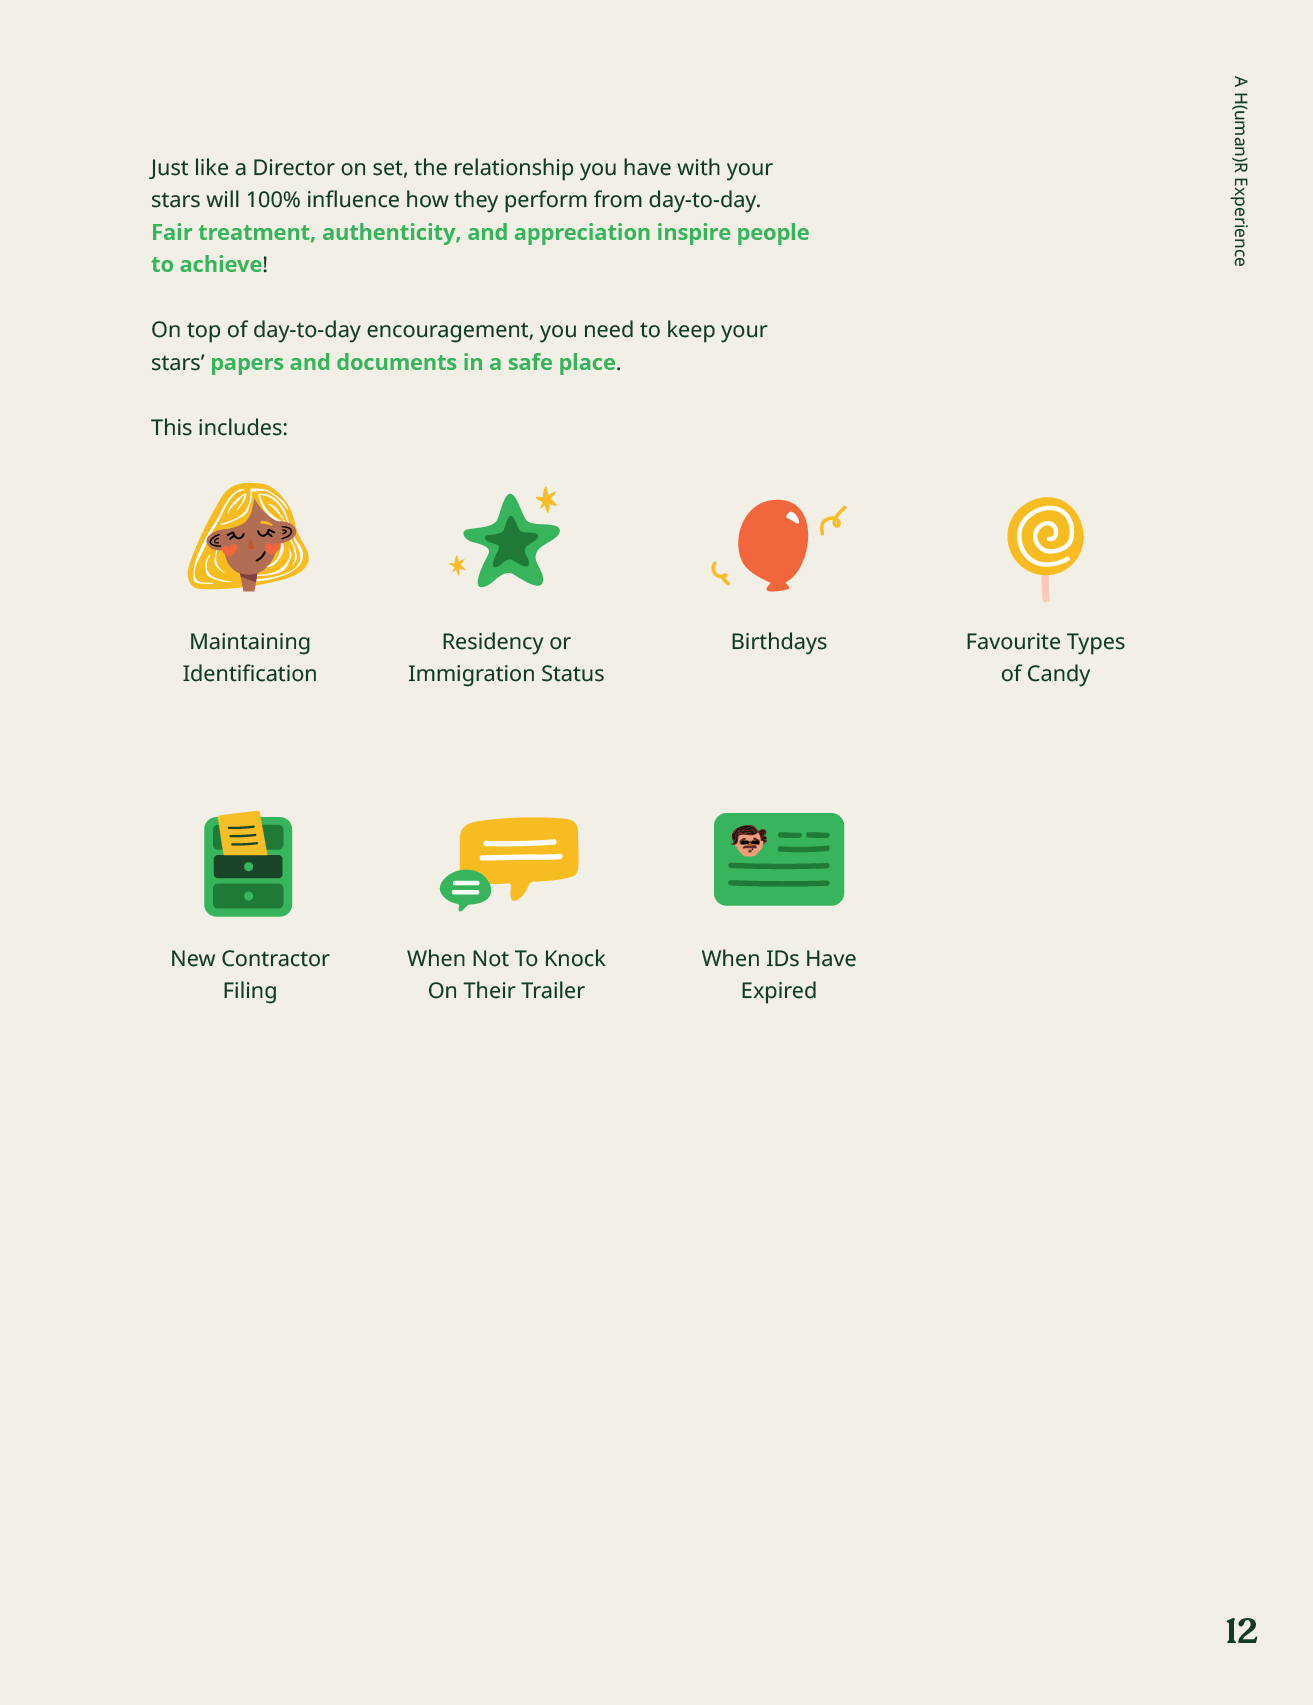 A H(uman)R Experience
Just like a Director on set, the relationship you have with your
stars will 100% influence how they perform from day-to-day.
Fair treatment, authenticity, and appreciation inspire people
to achieve!
On top of day-to-day encouragement, you need to keep your
stars’ papers and documents in a safe place.
This includes:
Maintaining
Identification
Residency or
Immigration Status
Birthdays
Favourite Types
of Candy
New Contractor
Filing
When Not To Knock
On Their Trailer
When IDs Have
Expired
12